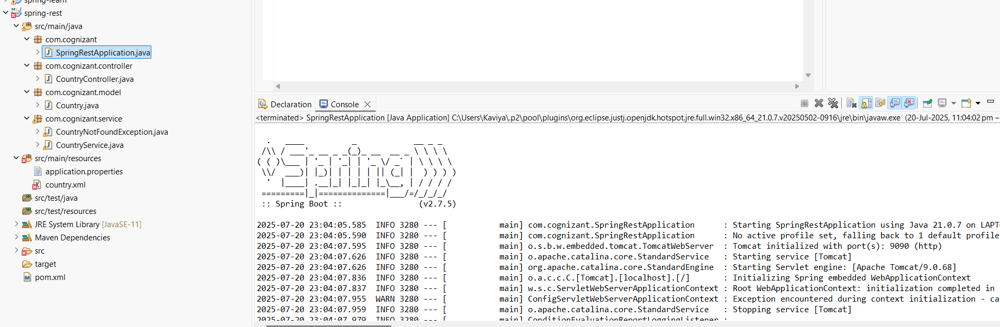 spring-learn
spring-rest
src/main/java
com.cognizant
SpringRestApplication.java
com.cognizant.controller
CountryController.java
com.cognizant.model
Country.java
com.cognizant.service
CountryNotFoundException.java
CountryService.java
src/main/resources
application.properties
country.xml
src/test/java
src/test/resources
JRE System Library [JavaSE-11]
Maven Dependencies
src
target
pom.xml
Declaration Console
<terminated> SpringRestApplication [Java Application] C:\Users\Kaviya\.p2\pool\plugins\org.eclipse.justj.openjdk.hotspot.jre.full.win32.x86_64_21.0.7.v20250502-0916\jre\bin\javaw.exe (20-Jul-2025, 11:04:02 pm –
  .   ____          _            __ _ _
 /\\ / ___'_ __ _ _(_)_ __  __ _ \ \ \ \
( ( )\___ | '_ | '_| | '_ \/ _` | \ \ \ \
 \\/  ___)| |_)| | | | | || (_| |  ) ) ) )
  '  |____| .__|_| |_|_| |_\__, | / / / /
 =========|_|==============|___/=/_/_/_/
 :: Spring Boot ::                (v2.7.5)
2025-07-20 23:04:05.585  INFO 3280 --- [           main] com.cognizant.SpringRestApplication      : Starting SpringRestApplication using Java 21.0.7 on LAPT
2025-07-20 23:04:05.590  INFO 3280 --- [           main] com.cognizant.SpringRestApplication      : No active profile set, falling back to 1 default profile
2025-07-20 23:04:07.595  INFO 3280 --- [           main] o.s.b.w.embedded.tomcat.TomcatWebServer  : Tomcat initialized with port(s): 9090 (http)
2025-07-20 23:04:07.626  INFO 3280 --- [           main] o.apache.catalina.core.StandardService   : Starting service [Tomcat]
2025-07-20 23:04:07.626  INFO 3280 --- [           main] org.apache.catalina.core.StandardEngine  : Starting Servlet engine: [Apache Tomcat/9.0.68]
2025-07-20 23:04:07.836  INFO 3280 --- [           main] o.a.c.c.C.[Tomcat].[localhost].[/]       : Initializing Spring embedded WebApplicationContext
2025-07-20 23:04:07.837  INFO 3280 --- [           main] w.s.c.ServletWebServerApplicationContext : Root WebApplicationContext: initialization completed in
2025-07-20 23:04:07.955  WARN 3280 --- [           main] ConfigServletWebServerApplicationContext : Exception encountered during context initialization - ca
2025-07-20 23:04:07.959  INFO 3280 --- [           main] o.apache.catalina.core.StandardService   : Stopping service [Tomcat]
2025-07-20 23:04:07.979  INFO 3280 --- [           main] ConditionEvaluationReportLoggingListener :